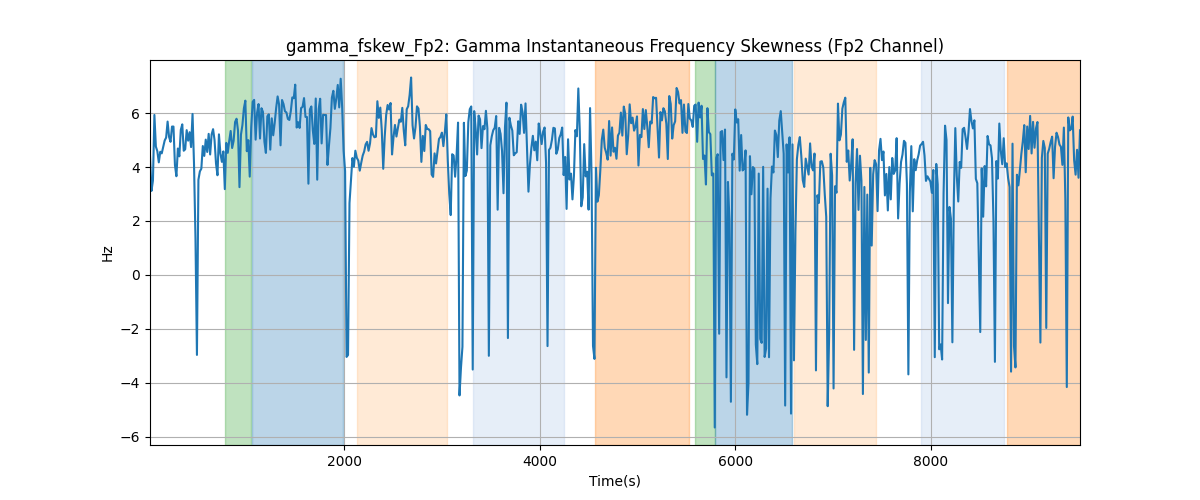 gamma_fskew_Fp2: Gamma Instantaneous Frequency Skewness (Fp2 Channel)
6
4
2
0
−2
−4
−6
Hz
2000 4000 6000 8000
Time(s)